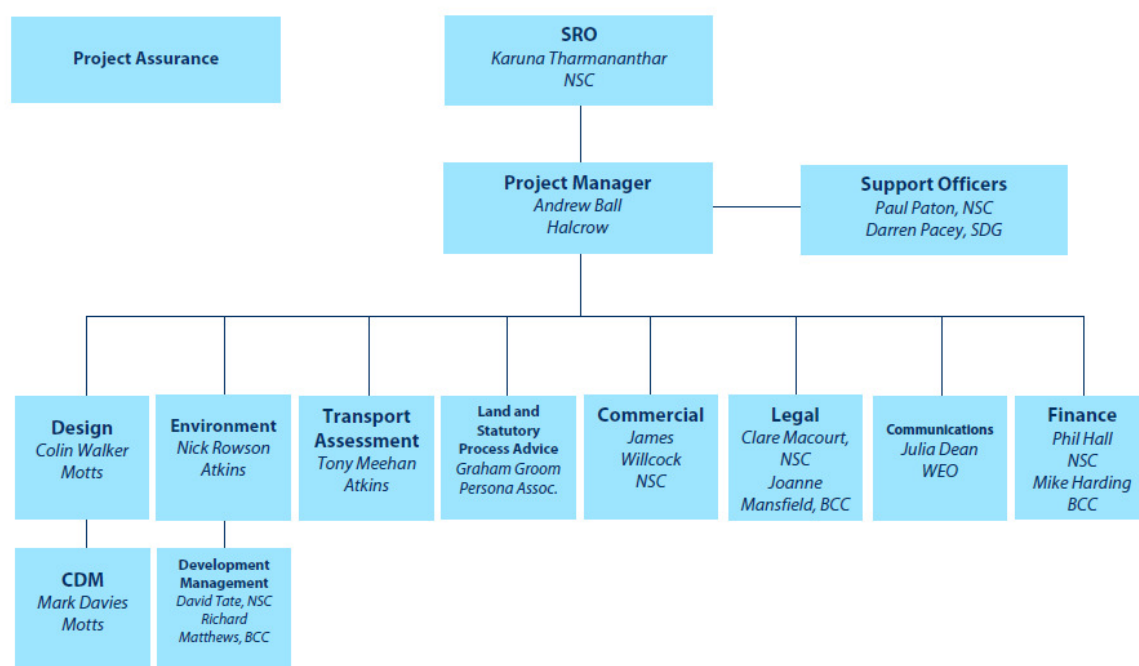 Project Assurance
SRO
Karuna Tharmananthar
NSC
Project Manager
Andrew Ball
Halcrow
Support Officers
Paul Paton, NSC
Darren Pacey, SDG
Design
Colin Walker
Motts
Environment
Nick Rowson
Atkins
Transport
Assessment
Tony Meehan
Atkins
Land and
Statutory
Process Advice
Graham Groom
Persona Assoc.
Commercial
James
Willcock
NSC
Legal
Clare Macourt,
NSC
Joanne
Mansfield, BCC
Communications
Julia Dean
WEO
Finance
Phil Hall
NSC
Mike Harding
BCC
CDM
Mark Davies
Motts
Development
Management
David Tate, NSC
Richard
Matthews, BCC